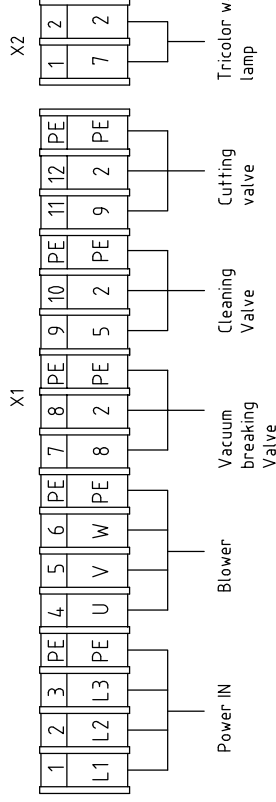 X1
1 2 3 PE 4 5 6 PE 7 8 PE 9 10 PE 11 12 PE
L1 L2 L3 PE U V W PE 8 2 PE 5 2 PE 9 2 PE
Power IN
Blower
Vacuum
breaking
Valve
Cleaning
Valve
Cutting
valve
X2
1 2
7 2
Tricolor w
lamp